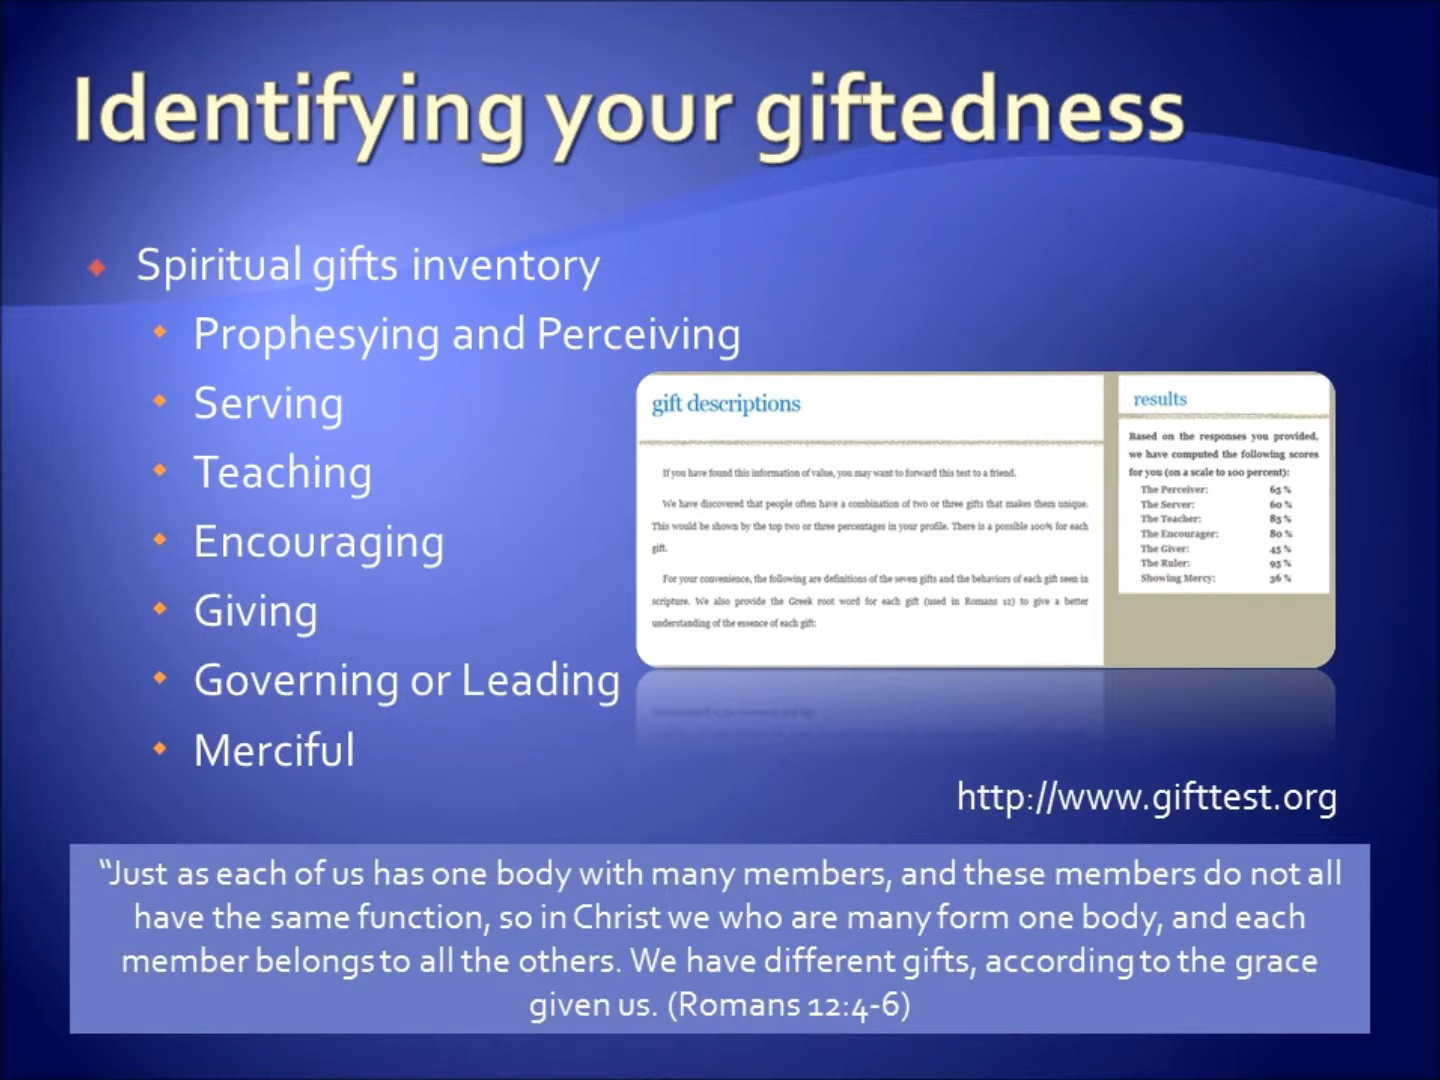 Identifying your giftedness
Spiritual gifts inventory
Prophesying and Perceiving
Serving
Teaching
Encouraging
Giving
Governing or Leading
Merciful
gift descriptions
If you have found this information of value, you may want to forward this test to a friend.
We have discovered that people often have a combination of two or three gifts that makes them unique.
This would be shown by the top two or three percentages in your profile. There is a possible 100% for each
gift.
For your convenience, the following are definitions of the seven gifts and the behaviors of each gift seen in
scripture. We also provide the Greek root word for each gift (used in Romans 12) to give a better
understanding of the essence of each gift:
results
Based on the responses you provided,
we have computed the following scores
for you (on a scale to 100 percent):
The Perceiver: 65 %
The Server: 60 %
The Teacher: 85 %
The Encourager: 80 %
The Giver: 45 %
The Ruler: 95 %
Showing Mercy: 36 %
http://www.gifttest.org
“Just as each of us has one body with many members, and these members do not all
have the same function, so in Christ we who are many form one body, and each
member belongs to all the others. We have different gifts, according to the grace
given us. (Romans 12:4-6)